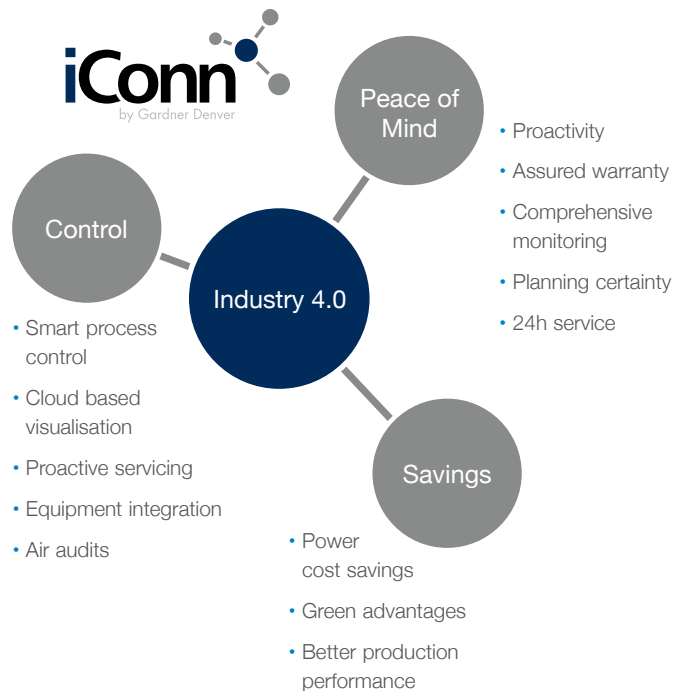 iConn
by Gardner Denver
Peace of
Mind
• Proactivity
• Assured warranty
• Comprehensive
monitoring
• Planning certainty
• 24h service
Control
Industry 4.0
• Smart process
control
• Cloud based
visualisation
• Proactive servicing
• Equipment integration
• Air audits
Savings
• Power
cost savings
• Green advantages
• Better production
performance